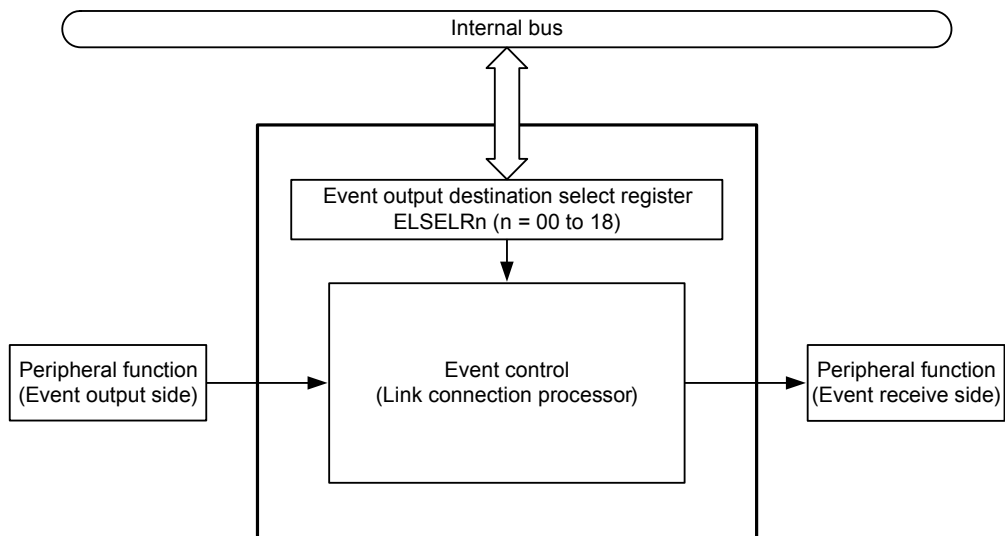 Internal bus
Event output destination select register
ELSELRn (n = 00 to 18)
Peripheral function
(Event output side)
Event control
(Link connection processor)
Peripheral function
(Event receive side)